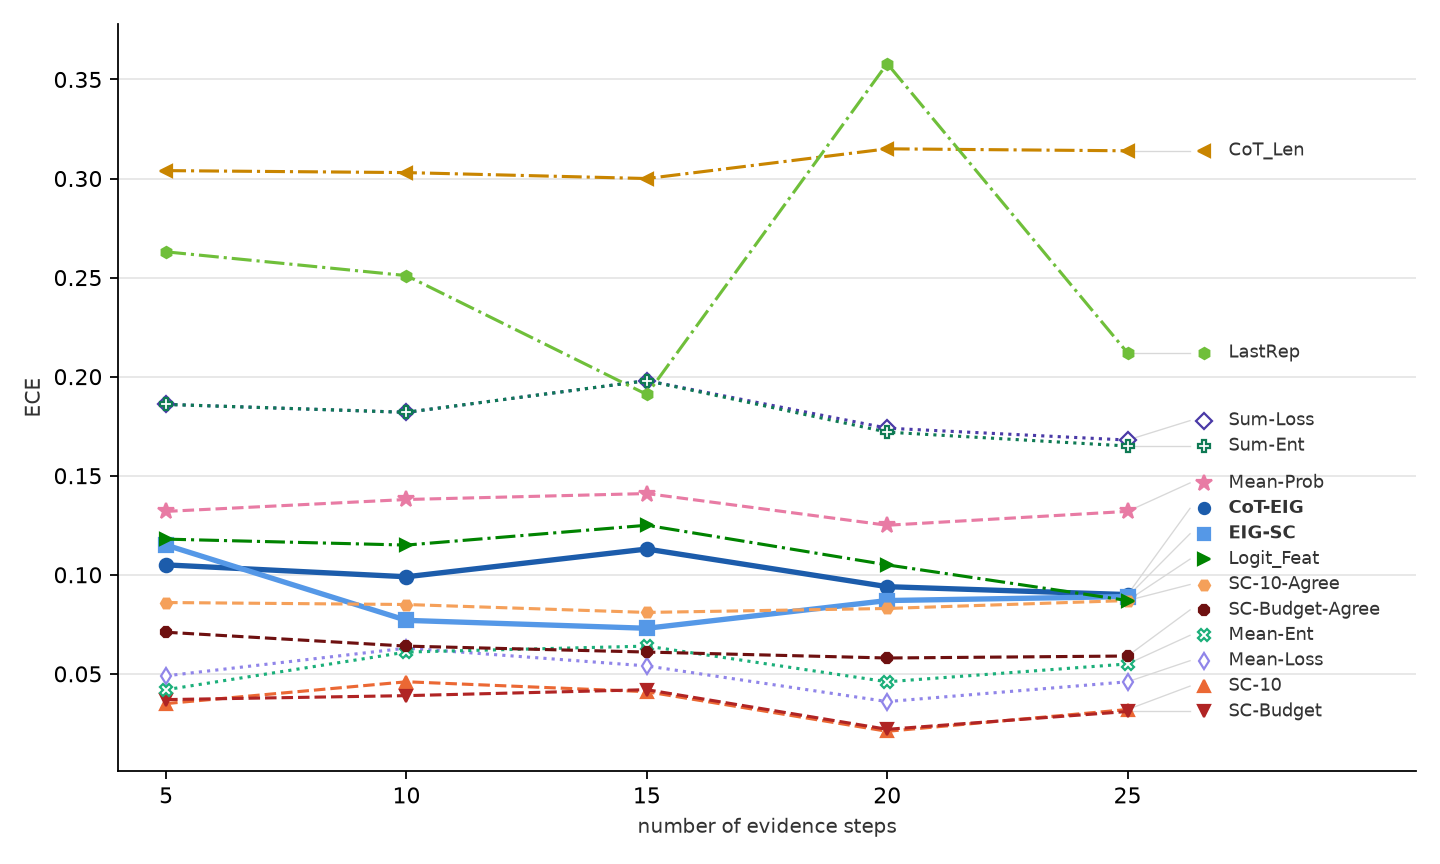 0.35
0.30
0.25
0.20
0.15
0.10
0.05
ECE
5
10
15
20
25
number of evidence steps
CoT_Len
LastRep
Sum-Loss
Sum-Ent
Mean-Prob
CoT-EIG
EIG-SC
Logit_Feat
SC-10-Agree
SC-Budget-Agree
Mean-Ent
Mean-Loss
SC-10
SC-Budget